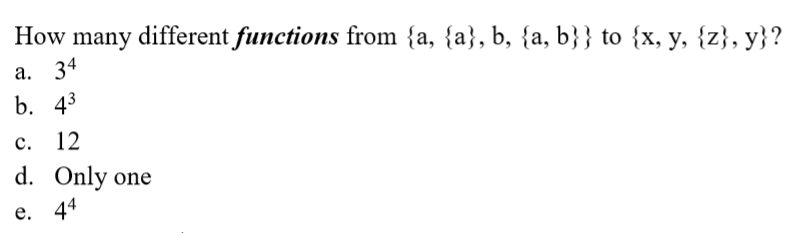 How many different functions from {a, {a}, b, {a, b}} to {x, y, {z}, y}?
a. 3⁴
b. 4³
c. 12
d. Only one
e. 4⁴